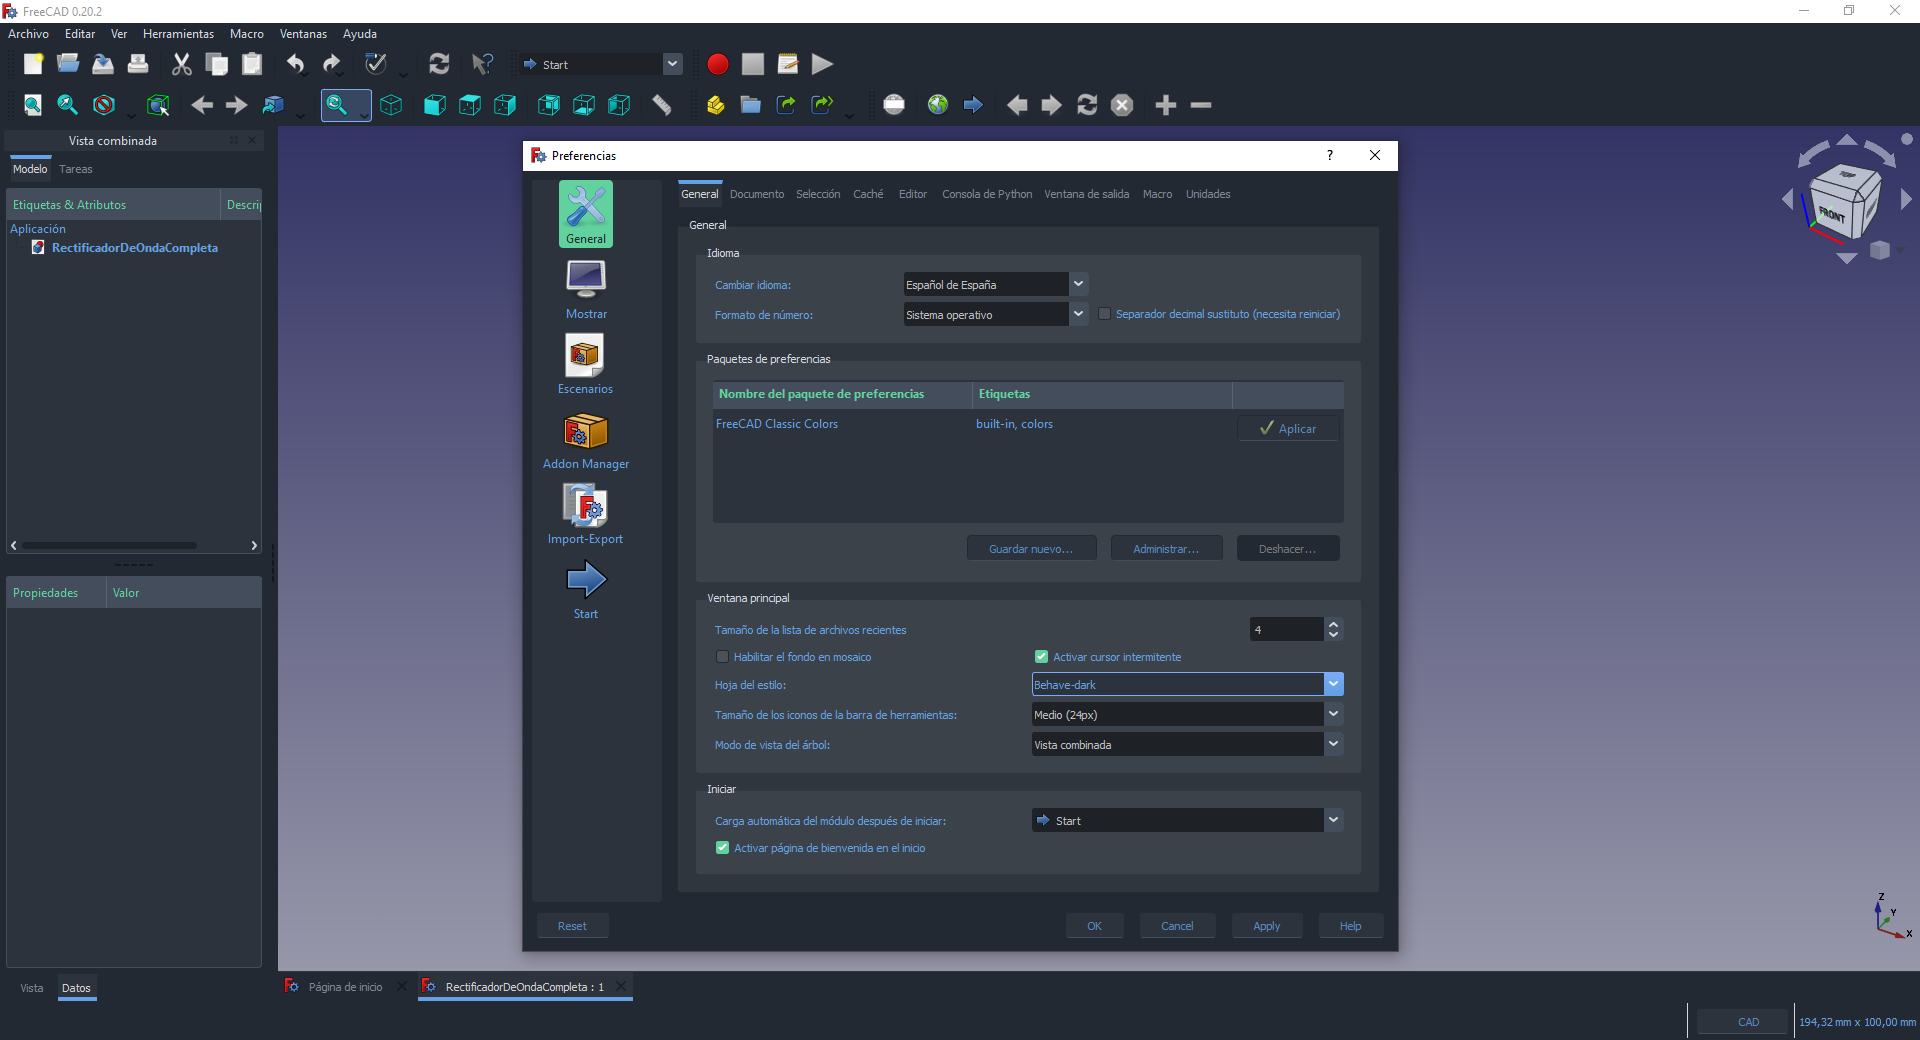 FreeCAD 0.20.2
Archivo Editar Ver Herramientas Macro Ventanas Ayuda
Start
Vista combinada
Modelo Tareas
Etiquetas & Atributos Descrip
Aplicación
RectificadorDeOndaCompleta
Propiedades Valor
Vista Datos
Preferencias ?
General
Mostrar
Escenarios
Addon Manager
Import-Export
Start
General Documento Selección Caché Editor Consola de Python Ventana de salida Macro Unidades
General
Idioma
Cambiar idioma: Español de España
Formato de número: Sistema operativo Separador decimal sustituto (necesita reiniciar)
Paquetes de preferencias
Nombre del paquete de preferencias Etiquetas
FreeCAD Classic Colors built-in, colors Aplicar
Guardar nuevo... Administrar... Deshacer...
Ventana principal
Tamaño de la lista de archivos recientes 4
Habilitar el fondo en mosaico Activar cursor intermitente
Hoja del estilo: Behave-dark
Tamaño de los iconos de la barra de herramientas: Medio (24px)
Modo de vista del árbol: Vista combinada
Iniciar
Carga automática del módulo después de iniciar: Start
Activar página de bienvenida en el inicio
Reset OK Cancel Apply Help
TOP
FRONT
Z
Y
X
Página de inicio RectificadorDeOndaCompleta : 1
CAD 194,32 mm x 100,00 mm